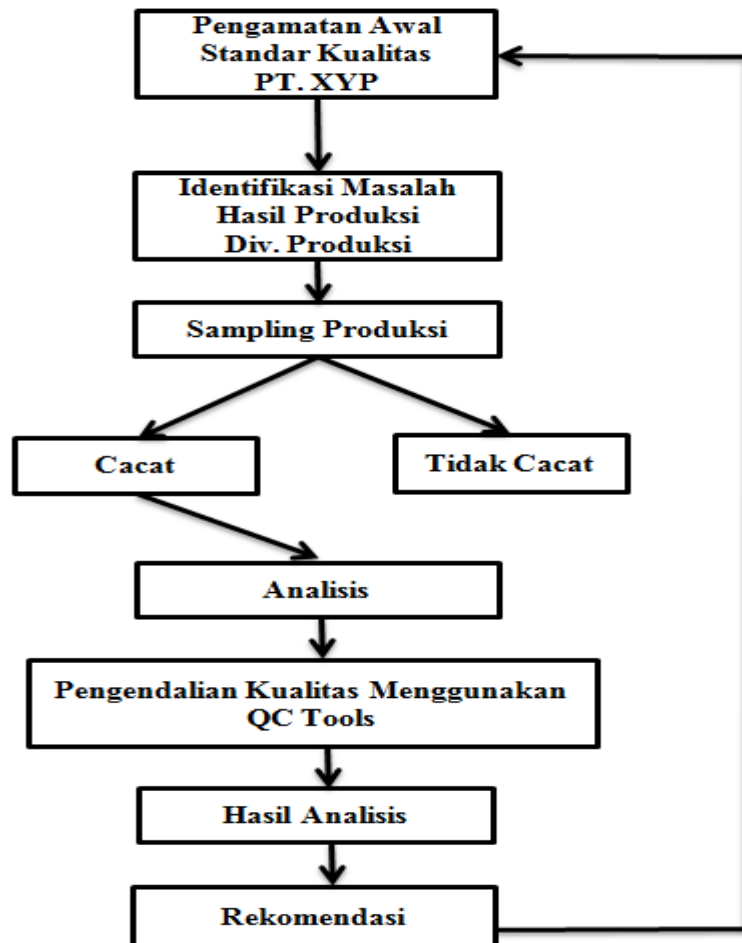 Pengamatan Awal
Standar Kualitas
PT. XYP
Identifikasi Masalah
Hasil Produksi
Div. Produksi
Sampling Produksi
Cacat
Tidak Cacat
Analisis
Pengendalian Kualitas Menggunakan
QC Tools
Hasil Analisis
Rekomendasi